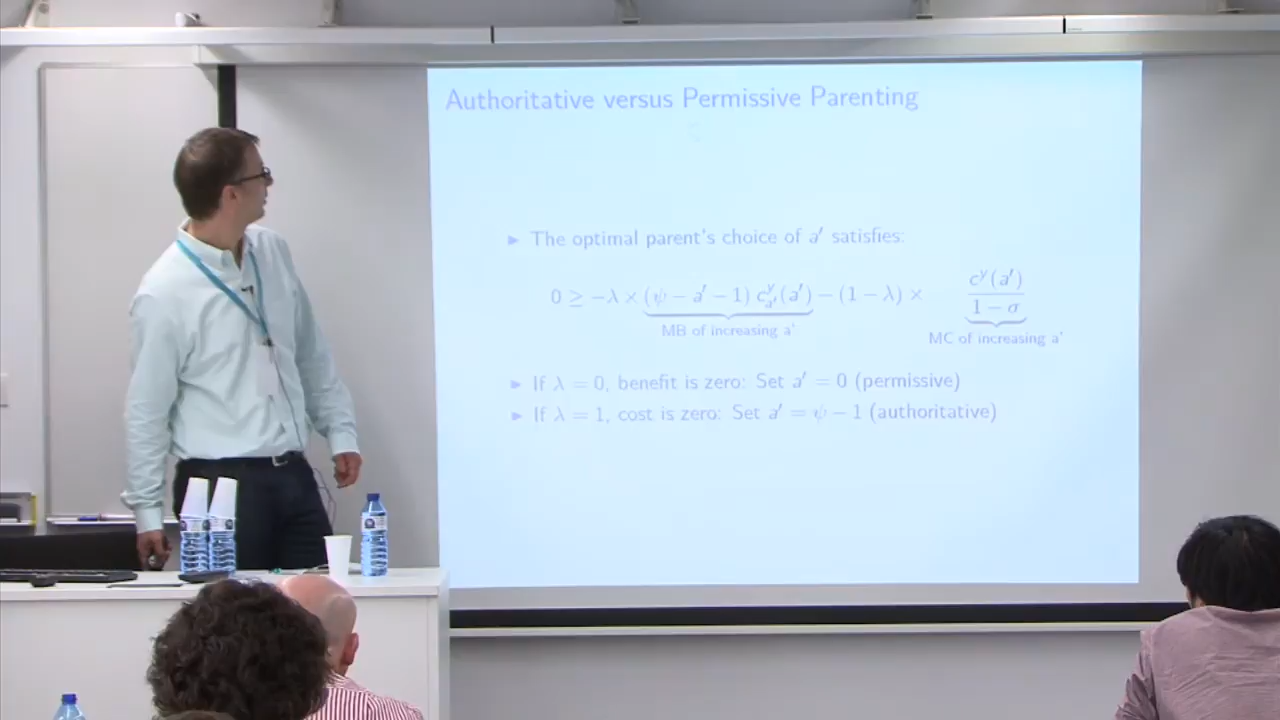 Authoritative versus Permissive Parenting
▶ The optimal parent's choice of a′ satisfies:
0 ≥ −λ × (ψ − a′ − 1) c^y_{a′}(a′) − (1 − λ) × c^y(a′) / (1 − σ)
MB of increasing a'
MC of increasing a'
▶ If λ = 0, benefit is zero: Set a′ = 0 (permissive)
▶ If λ = 1, cost is zero: Set a′ = ψ − 1 (authoritative)